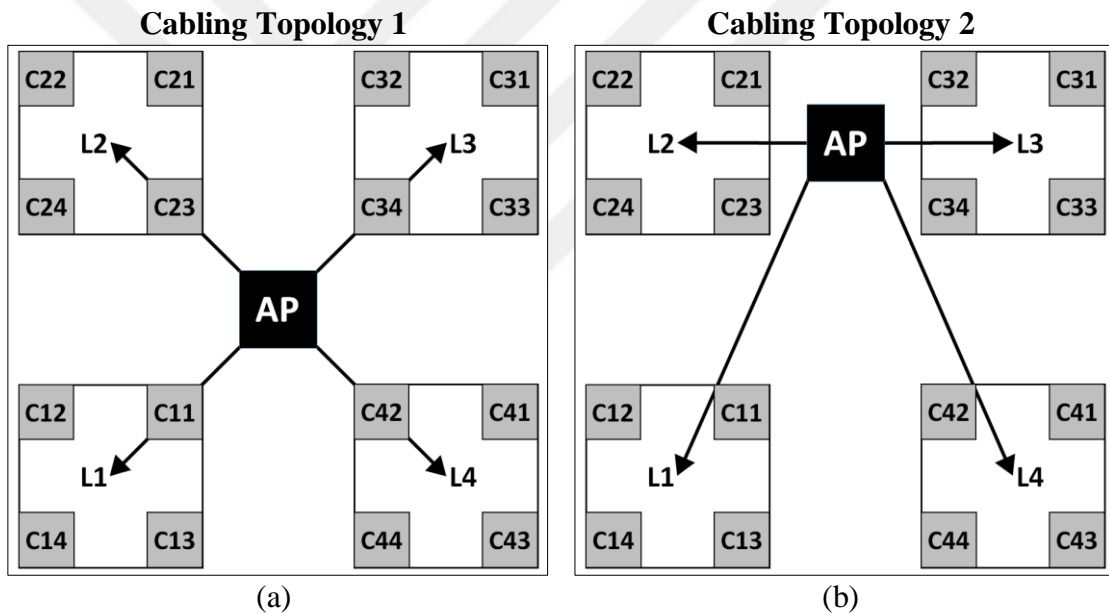 Cabling Topology 1 Cabling Topology 2
C22 C21 C32 C31 C22 C21 C32 C31
L2 L3 L2 AP L3
C24 C23 C34 C33 C24 C23 C34 C33
AP
C12 C11 C42 C41 C12 C11 C42 C41
L1 L4 L1 L4
C14 C13 C44 C43 C14 C13 C44 C43
(a) (b)